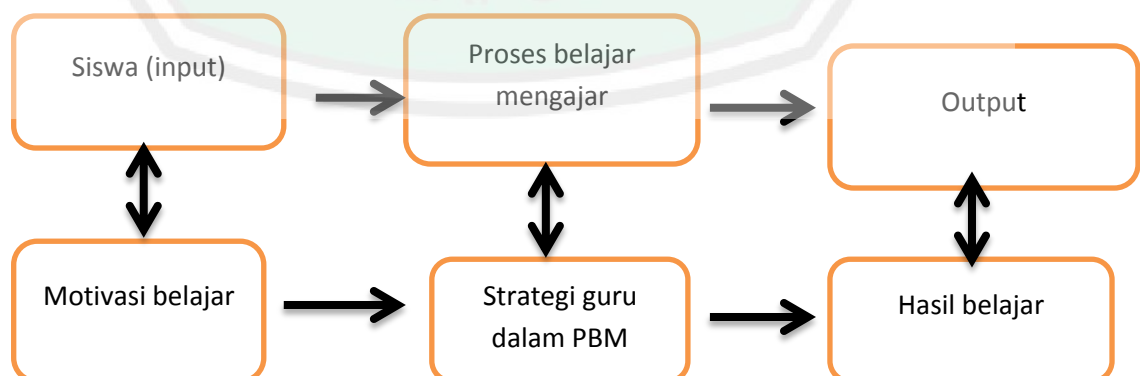 Siswa (input)
Proses belajar
mengajar
Output
Motivasi belajar
Strategi guru
dalam PBM
Hasil belajar